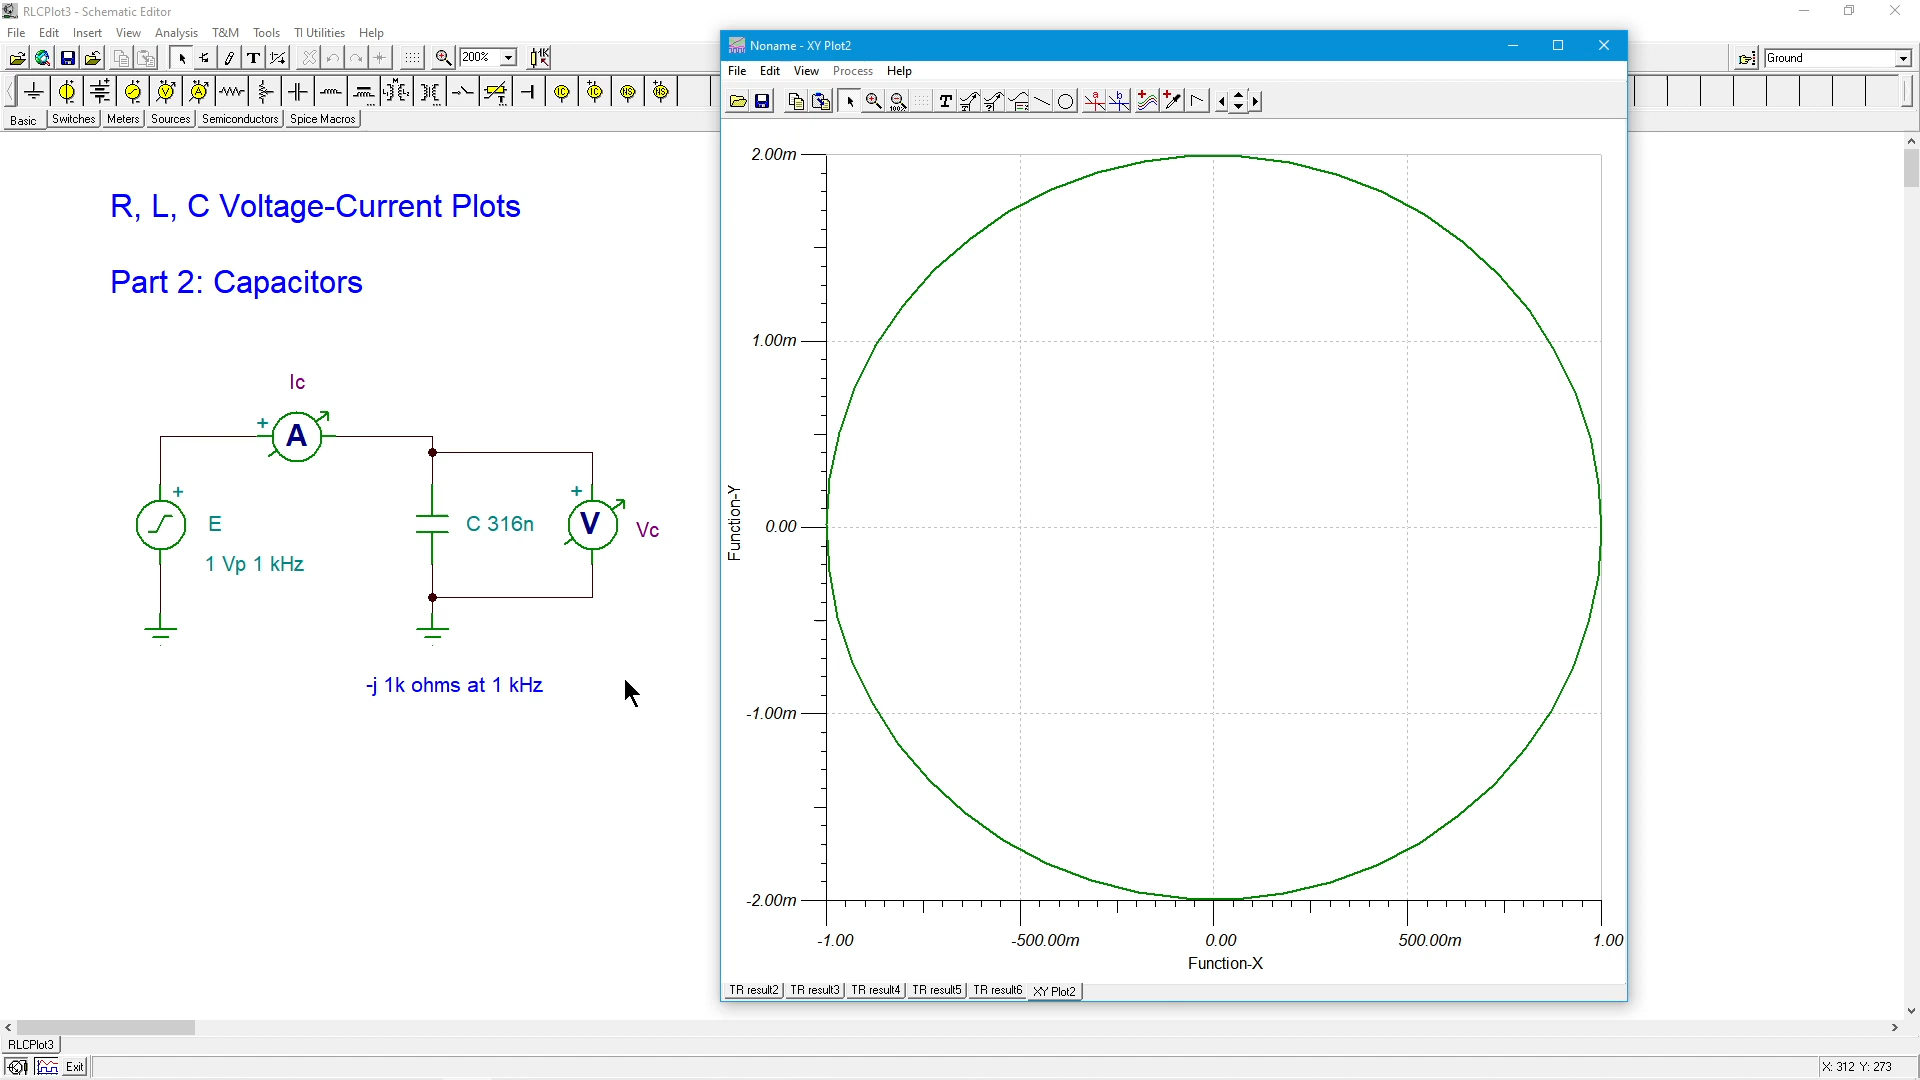 RLCPlot3 - Schematic Editor
File Edit Insert View Analysis T&M Tools TI Utilities Help
200%
Ground
Basic Switches Meters Sources Semiconductors Spice Macros
R, L, C Voltage-Current Plots
Part 2: Capacitors
Ic
+
A
+
E
1 Vp 1 kHz
C 316n
+
V
Vc
-j 1k ohms at 1 kHz
Noname - XY Plot2
File Edit View Process Help
2.00m
1.00m
0.00
-1.00m
-2.00m
Function-Y
-1.00 -500.00m 0.00 500.00m 1.00
Function-X
TR result2 TR result3 TR result4 TR result5 TR result6 XY Plot2
RLCPlot3
Exit
X: 312 Y: 273